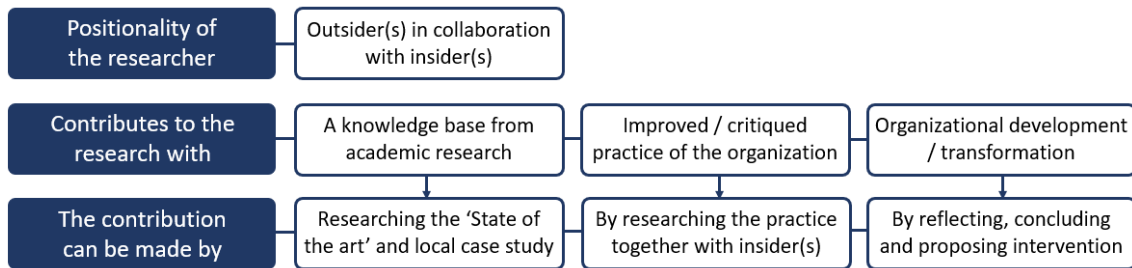 Positionality of
the researcher
Outsider(s) in collaboration
with insider(s)
Contributes to the
research with
A knowledge base from
academic research
Improved / critiqued
practice of the organization
Organizational development
/ transformation
The contribution
can be made by
Researching the ‘State of
the art’ and local case study
By researching the practice
together with insider(s)
By reflecting, concluding
and proposing intervention